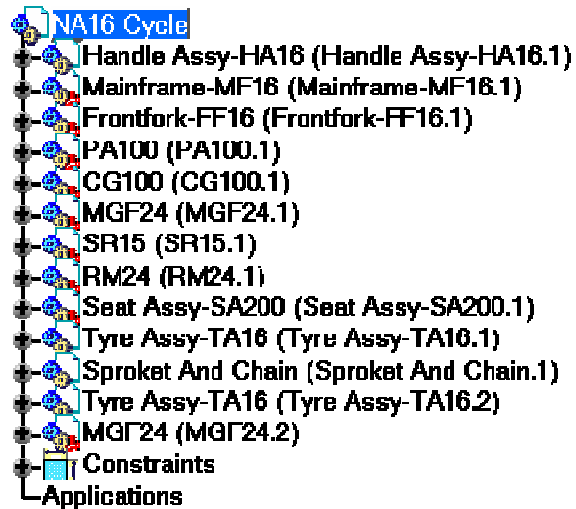 NA16 Cycle
Handle Assy-HA16 (Handle Assy-HA16.1)
Mainframe-MF16 (Mainframe-MF16.1)
Frontfork-FF16 (Frontfork-FF16.1)
PA100 (PA100.1)
CG100 (CG100.1)
MGF24 (MGF24.1)
SR15 (SR15.1)
RM24 (RM24.1)
Seat Assy-SA200 (Seat Assy-SA200.1)
Tyre Assy-TA16 (Tyre Assy-TA16.1)
Sproket And Chain (Sproket And Chain.1)
Tyre Assy-TA16 (Tyre Assy-TA16.2)
MGF24 (MGF24.2)
Constraints
Applications